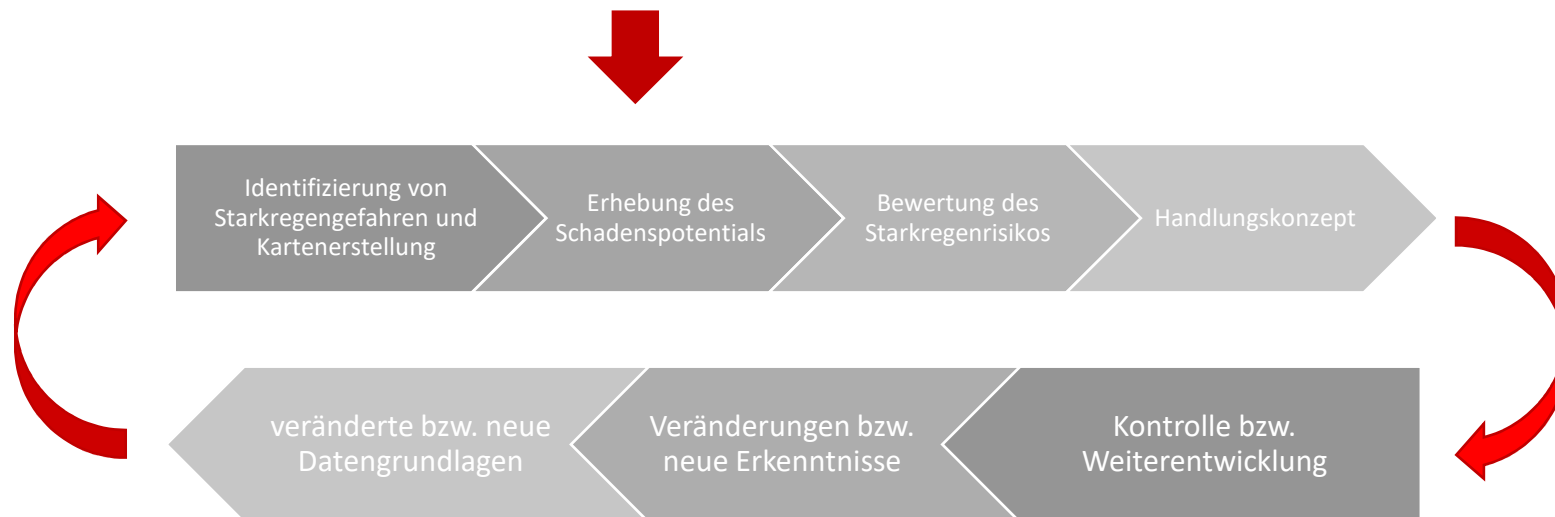 Identifizierung von
Starkregengefahren und
Kartenerstellung
Erhebung des
Schadenspotentials
Bewertung des
Starkregenrisikos
Handlungskonzept
veränderte bzw. neue
Datengrundlagen
Veränderungen bzw.
neue Erkenntnisse
Kontrolle bzw.
Weiterentwicklung